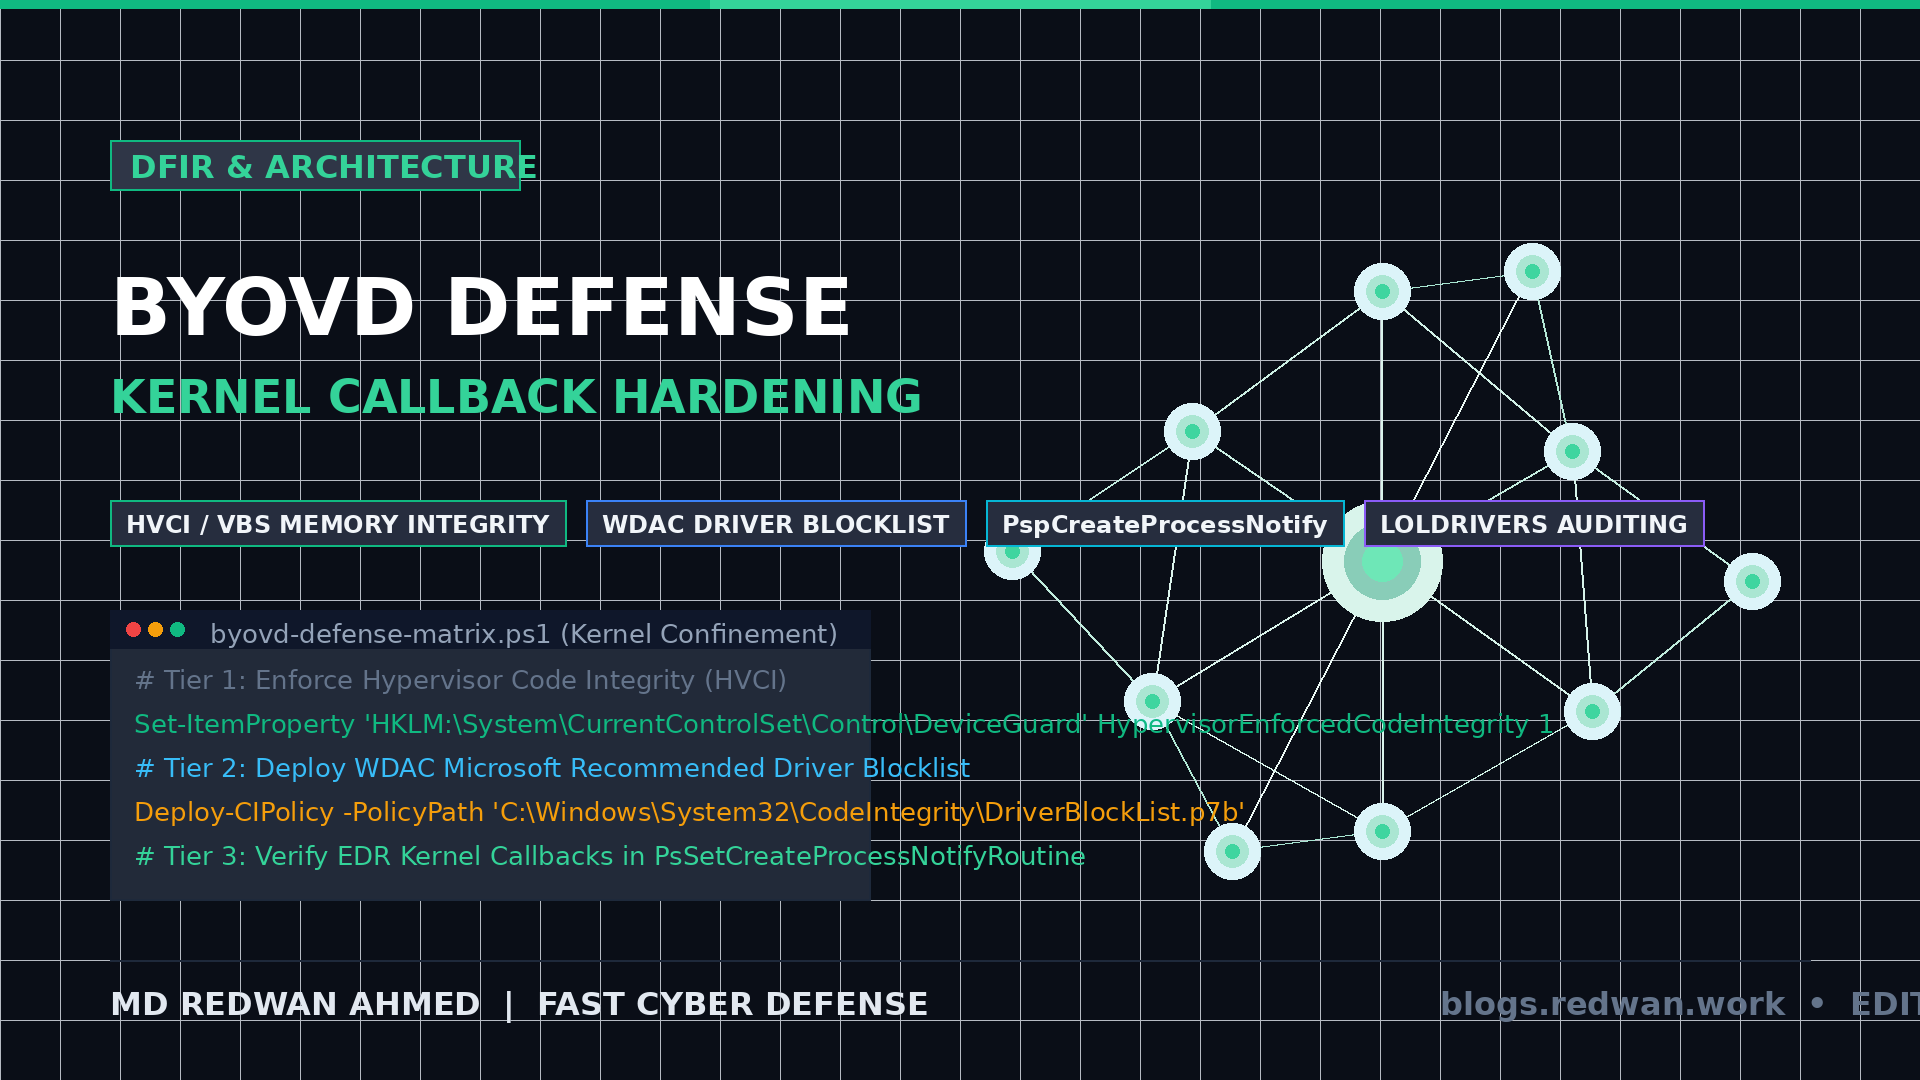 DFIR & ARCHITECTURE
BYOVD DEFENSE
KERNEL CALLBACK HARDENING
HVCI / VBS MEMORY INTEGRITY
WDAC DRIVER BLOCKLIST
PspCreateProcessNotify
LOLDRIVERS AUDITING
byovd-defense-matrix.ps1 (Kernel Confinement)
# Tier 1: Enforce Hypervisor Code Integrity (HVCI)
Set-ItemProperty 'HKLM:\System\CurrentControlSet\Control\DeviceGuard' HypervisorEnforcedCodeIntegrity 1
# Tier 2: Deploy WDAC Microsoft Recommended Driver Blocklist
Deploy-CIPolicy -PolicyPath 'C:\Windows\System32\CodeIntegrity\DriverBlockList.p7b'
# Tier 3: Verify EDR Kernel Callbacks in PsSetCreateProcessNotifyRoutine
MD REDWAN AHMED | FAST CYBER DEFENSE
blogs.redwan.work •